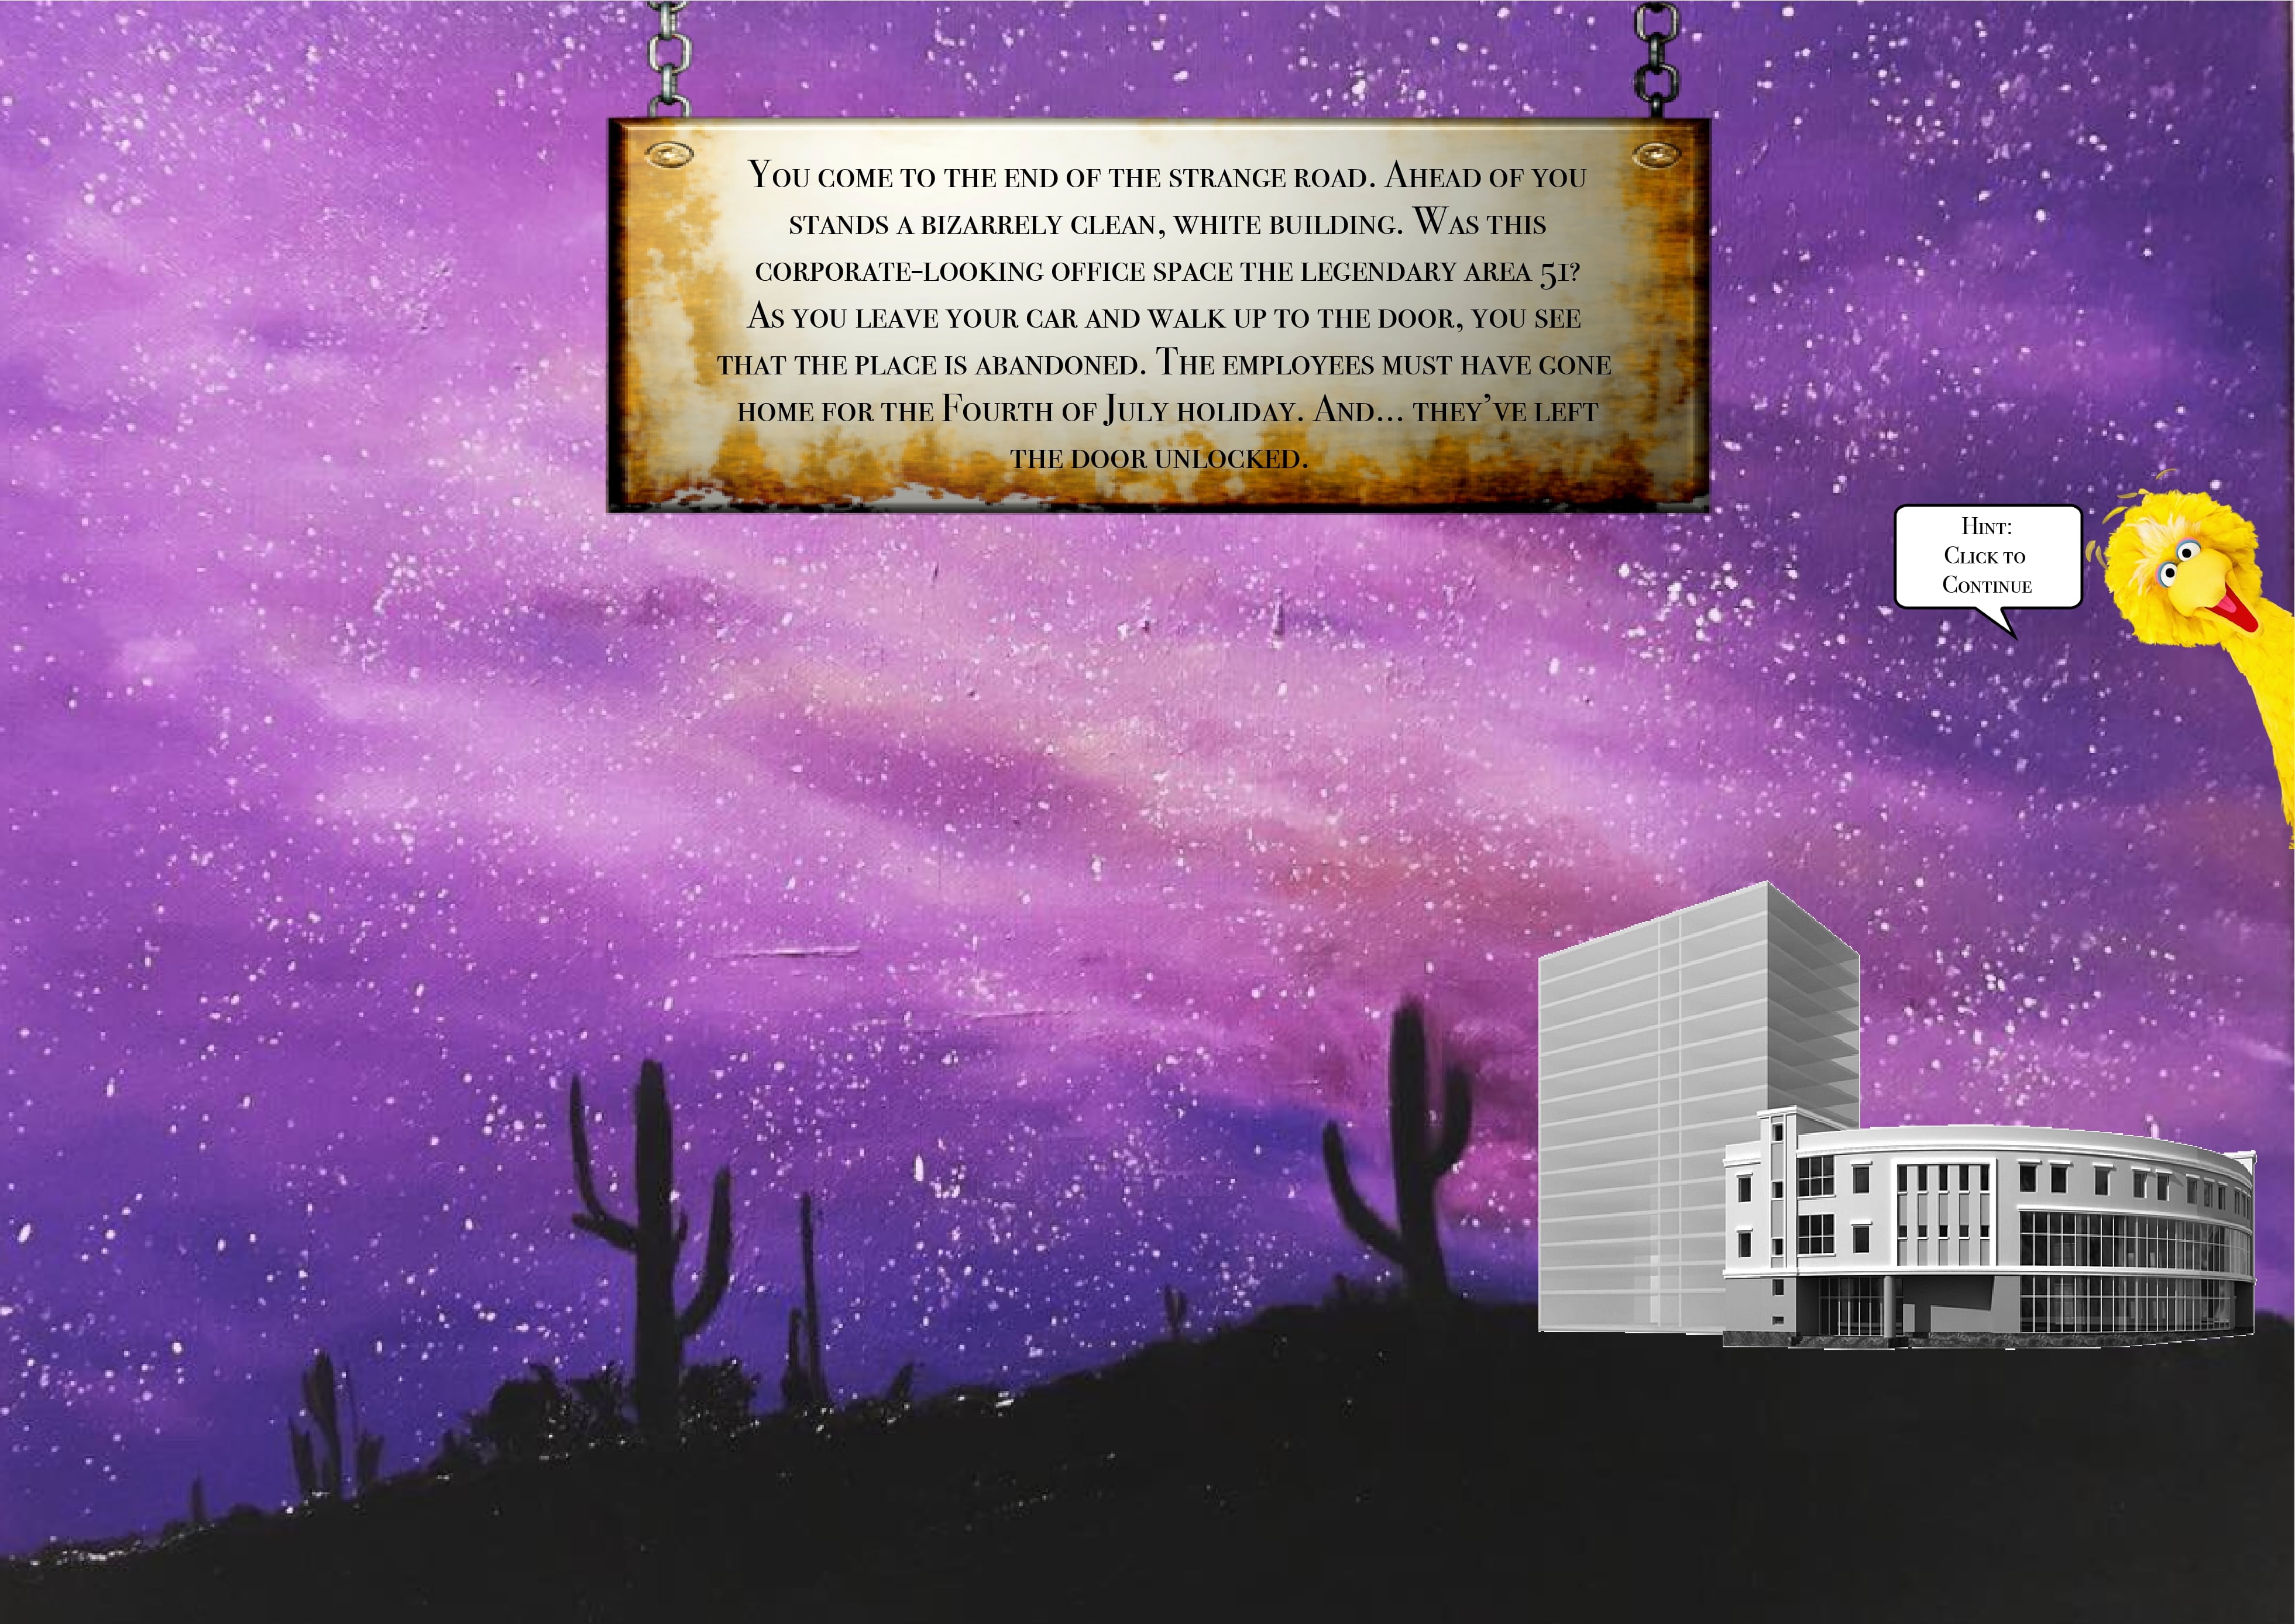 You come to the end of the strange road. Ahead of you
stands a bizarrely clean, white building. Was this
corporate-looking office space the legendary area 51?
As you leave your car and walk up to the door, you see
that the place is abandoned. The employees must have gone
home for the Fourth of July holiday. And... they've left
the door unlocked.
Hint:
Click to
Continue